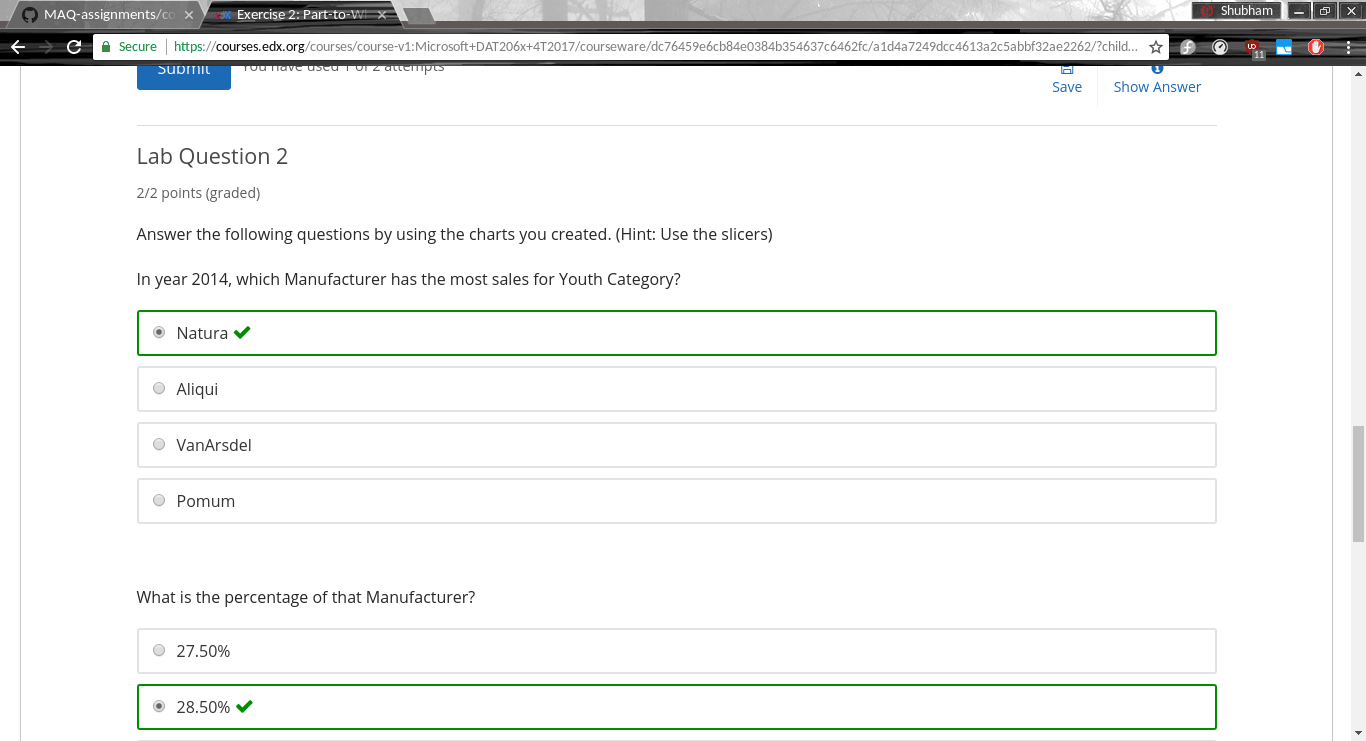 MAQ-assignments/co
Exercise 2: Part-to-Wh
Shubham
Secure
https://courses.edx.org/courses/course-v1:Microsoft+DAT206x+4T2017/courseware/dc76459e6cb84e0384b354637c6462fc/a1d4a7249dcc4613a2c5abbf32ae2262/?child...
11
Submit
You have used 1 of 2 attempts
Save
Show Answer
Lab Question 2
2/2 points (graded)
Answer the following questions by using the charts you created. (Hint: Use the slicers)
In year 2014, which Manufacturer has the most sales for Youth Category?
Natura
Aliqui
VanArsdel
Pomum
What is the percentage of that Manufacturer?
27.50%
28.50%